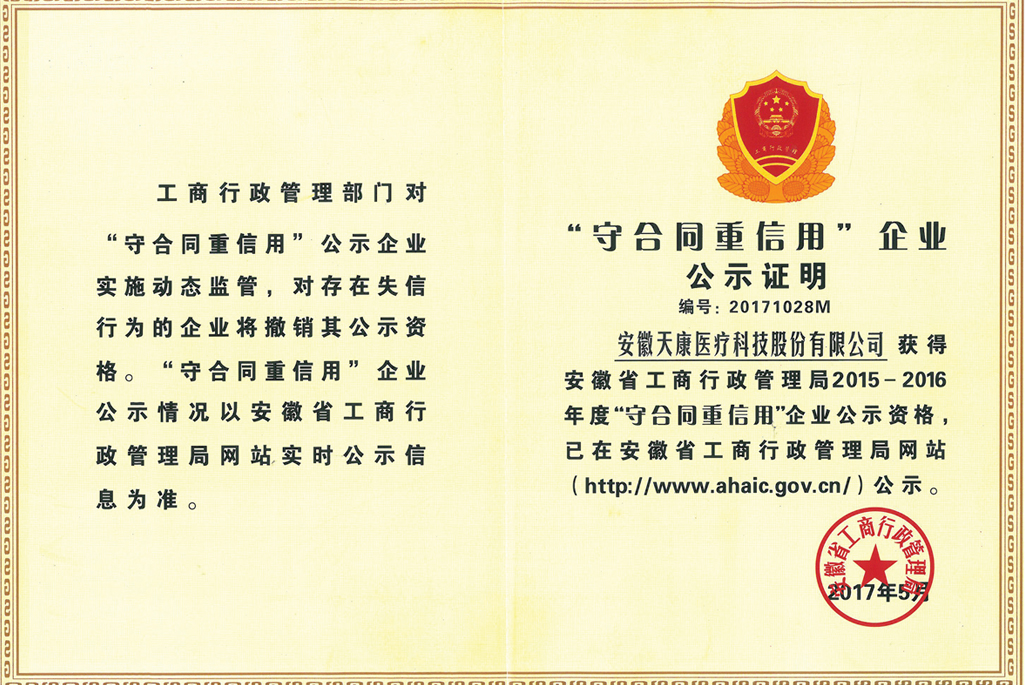 工商行政管理部门对
“守合同重信用”公示企业
实施动态监管，对存在失信
行为的企业将撤销其公示资
格。“守合同重信用”企业
公示情况以安徽省工商行
政管理局网站实时公示信
息为准。
工商行政管理
“守合同重信用”企业
公示证明
编号：20171028M
安徽天康医疗科技股份有限公司 获得
安徽省工商行政管理局2015－2016
年度“守合同重信用”企业公示资格，
已在安徽省工商行政管理局网站
（http://www.ahaic.gov.cn/）公示。
安徽省工商行政管理局
2017年5月